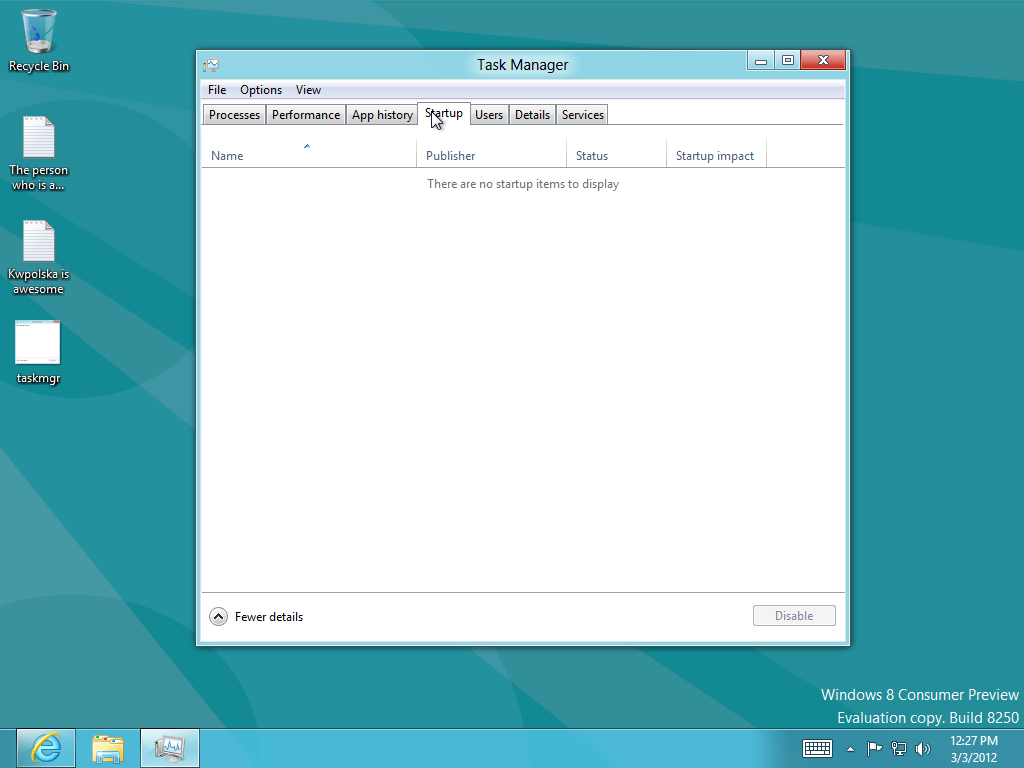 Recycle Bin
The person
who is a...
Kwpolska is
awesome
taskmgr
Task Manager
File Options View
Processes Performance App history Startup Users Details Services
Name Publisher Status Startup impact
There are no startup items to display
Fewer details Disable
Windows 8 Consumer Preview
Evaluation copy. Build 8250
12:27 PM
3/3/2012